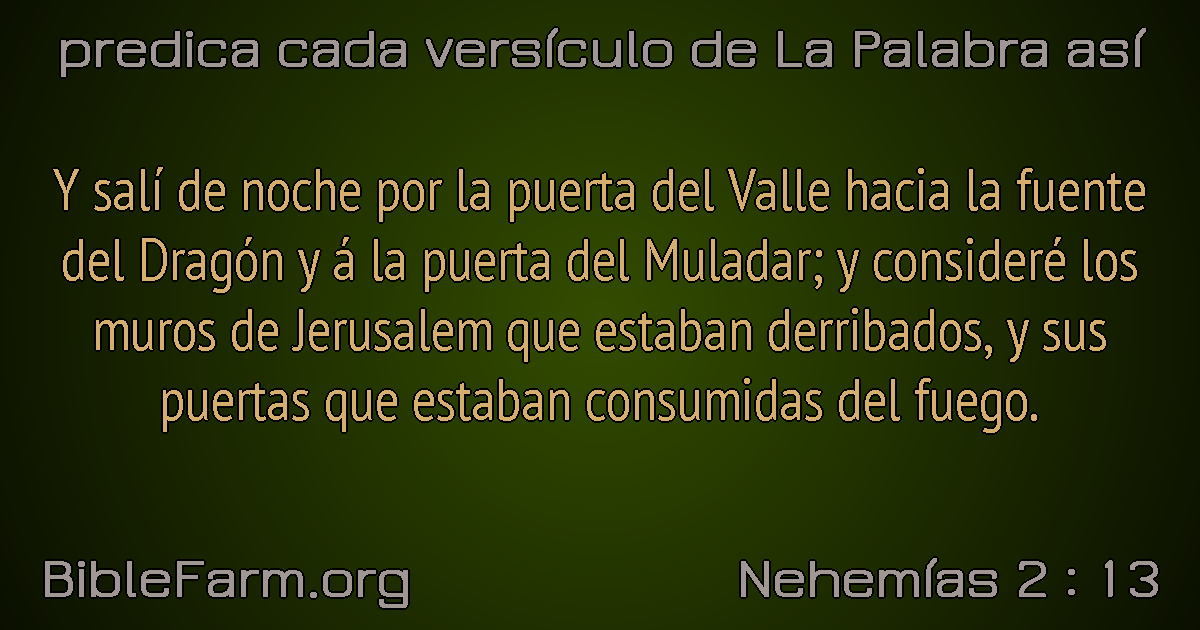 predica cada versículo de La Palabra así
Y salí de noche por la puerta del Valle hacia la fuente
del Dragón y á la puerta del Muladar; y consideré los
muros de Jerusalem que estaban derribados, y sus
puertas que estaban consumidas del fuego.
BibleFarm.org
Nehemías 2 : 13